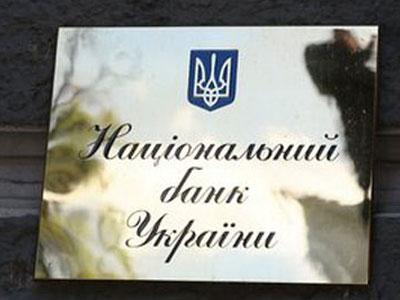 Національний
банк
України